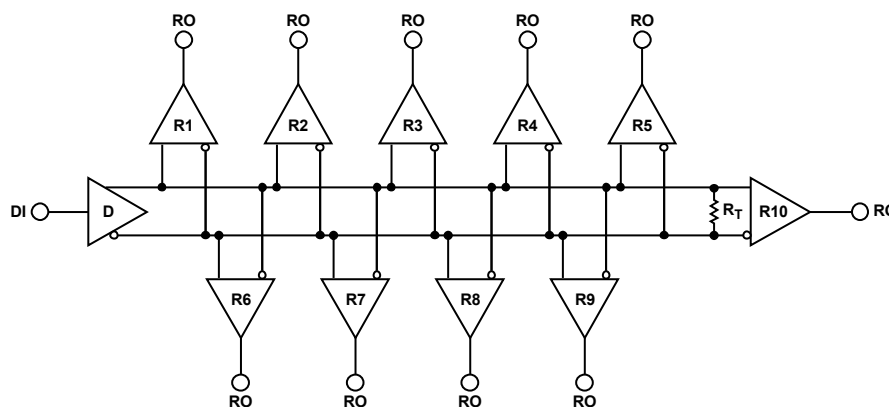 RO RO RO RO RO
R1 R2 R3 R4 R5
DI D RT R10 RO
R6 R7 R8 R9
RO RO RO RO